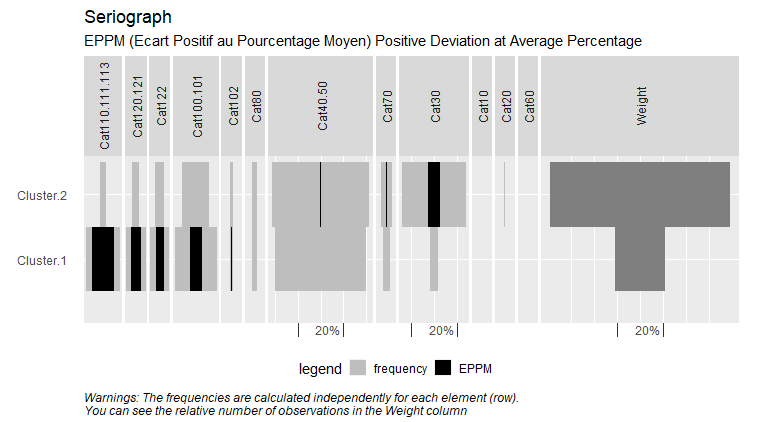 Seriograph
EPPM (Ecart Positif au Pourcentage Moyen) Positive Deviation at Average Percentage
Cat110.111.113
Cat120.121
Cat122
Cat100.101
Cat102
Cat80
Cat40.50
Cat70
Cat30
Cat10
Cat20
Cat60
Weight
Cluster.2
Cluster.1
20%
20%
20%
legend
frequency
EPPM
Warnings: The frequencies are calculated independently for each element (row).
You can see the relative number of observations in the Weight column